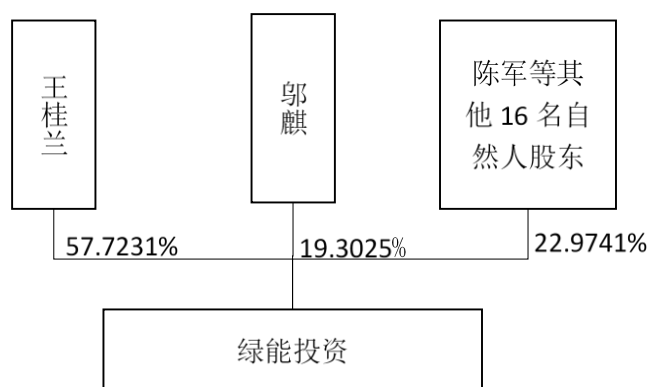 王桂兰
邬麒
陈军等其
他 16 名自
然人股东
57.7231%
19.3025%
22.9741%
绿能投资